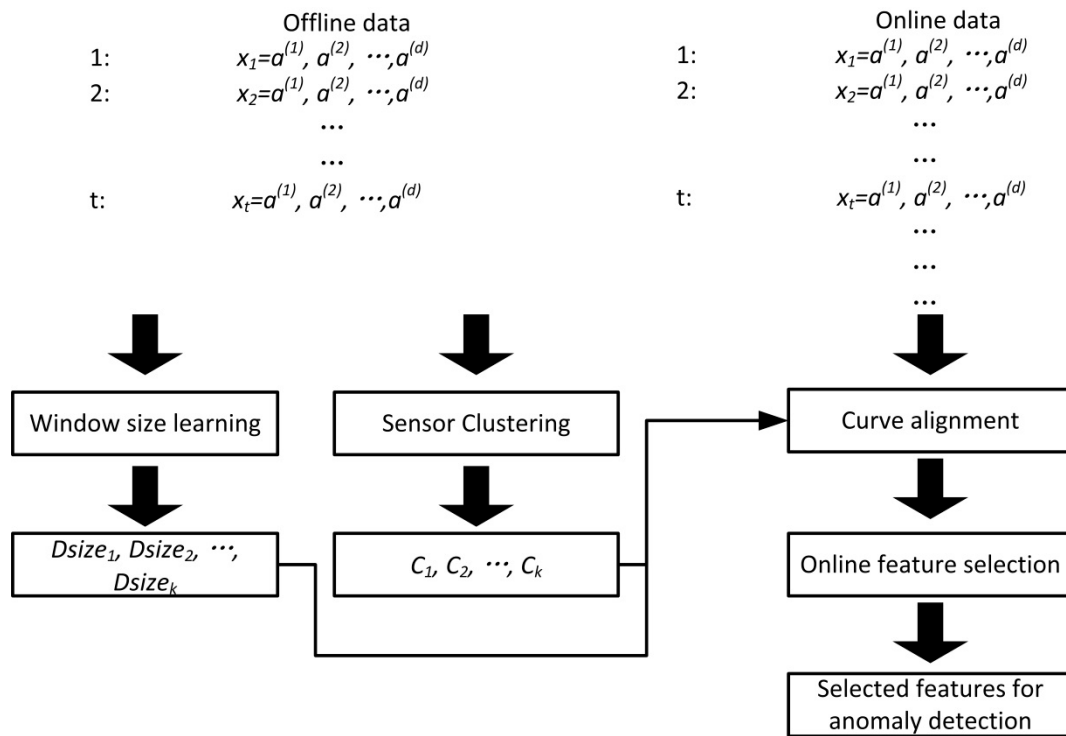 Offline data
1: x₁=a⁽¹⁾, a⁽²⁾, ⋯,a⁽ᵈ⁾
2: x₂=a⁽¹⁾, a⁽²⁾, ⋯,a⁽ᵈ⁾
...
...
t: xₜ=a⁽¹⁾, a⁽²⁾, ⋯,a⁽ᵈ⁾
Online data
1: x₁=a⁽¹⁾, a⁽²⁾, ⋯,a⁽ᵈ⁾
2: x₂=a⁽¹⁾, a⁽²⁾, ⋯,a⁽ᵈ⁾
...
...
t: xₜ=a⁽¹⁾, a⁽²⁾, ⋯,a⁽ᵈ⁾
...
...
...
Window size learning
Sensor Clustering
Curve alignment
Dsize₁, Dsize₂, ⋯,
Dsizeₖ
C₁, C₂, ⋯, Cₖ
Online feature selection
Selected features for
anomaly detection